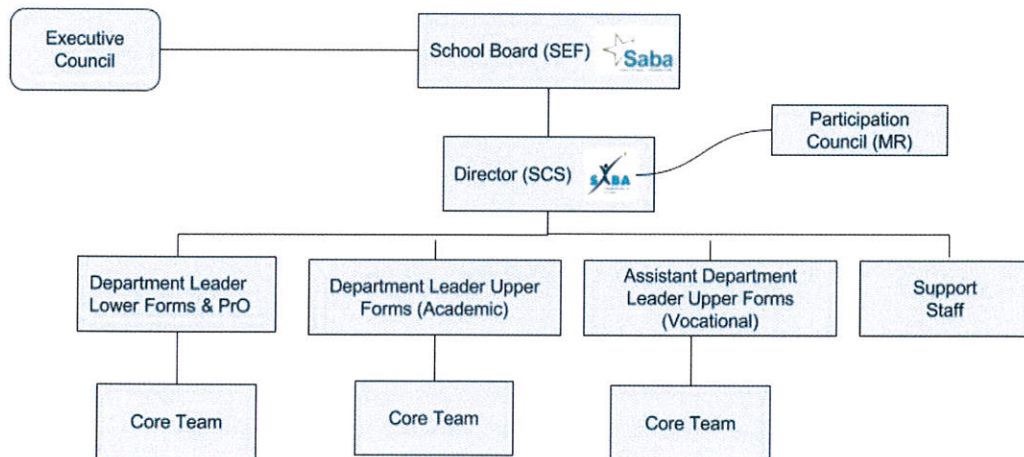 Executive
Council
School Board (SEF)
Saba
Participation
Council (MR)
Director (SCS)
SABA
Department Leader
Lower Forms & PrO
Department Leader Upper
Forms (Academic)
Assistant Department
Leader Upper Forms
(Vocational)
Support
Staff
Core Team
Core Team
Core Team